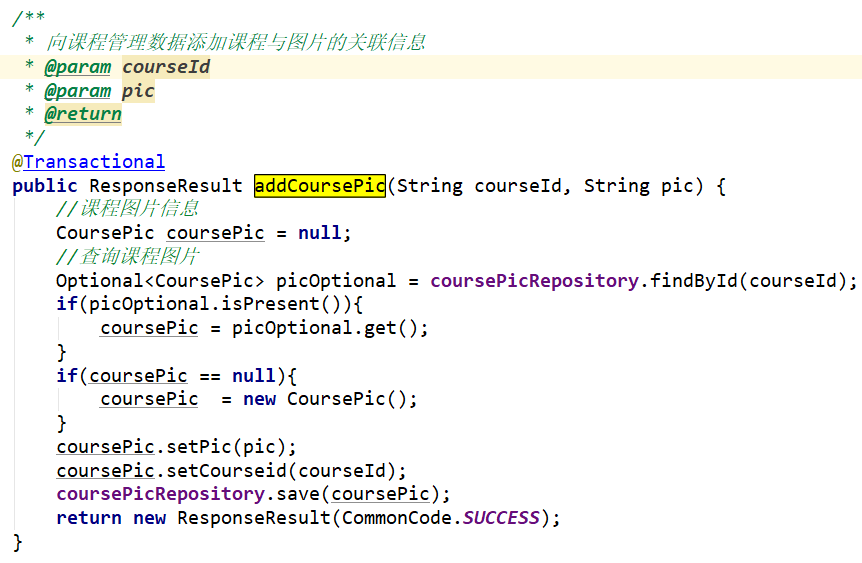 /**
 * 向课程管理数据添加课程与图片的关联信息
 * @param courseId
 * @param pic
 * @return
 */
@Transactional
public ResponseResult addCoursePic(String courseId, String pic) {
    //课程图片信息
    CoursePic coursePic = null;
    //查询课程图片
    Optional<CoursePic> picOptional = coursePicRepository.findById(courseId);
    if(picOptional.isPresent()){
        coursePic = picOptional.get();
    }
    if(coursePic == null){
        coursePic  = new CoursePic();
    }
    coursePic.setPic(pic);
    coursePic.setCourseid(courseId);
    coursePicRepository.save(coursePic);
    return new ResponseResult(CommonCode.SUCCESS);
}